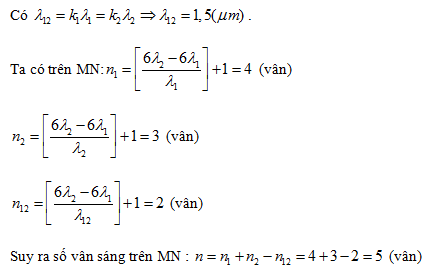 Có λ₁₂ = k₁λ₁ = k₂λ₂ ⇒ λ₁₂ = 1,5(μm) .
Ta có trên MN: n₁ = [(6λ₂ − 6λ₁)/λ₁] + 1 = 4 (vân)
n₂ = [(6λ₂ − 6λ₁)/λ₂] + 1 = 3 (vân)
n₁₂ = [(6λ₂ − 6λ₁)/λ₁₂] + 1 = 2 (vân)
Suy ra số vân sáng trên MN : n = n₁ + n₂ − n₁₂ = 4 + 3 − 2 = 5 (vân)